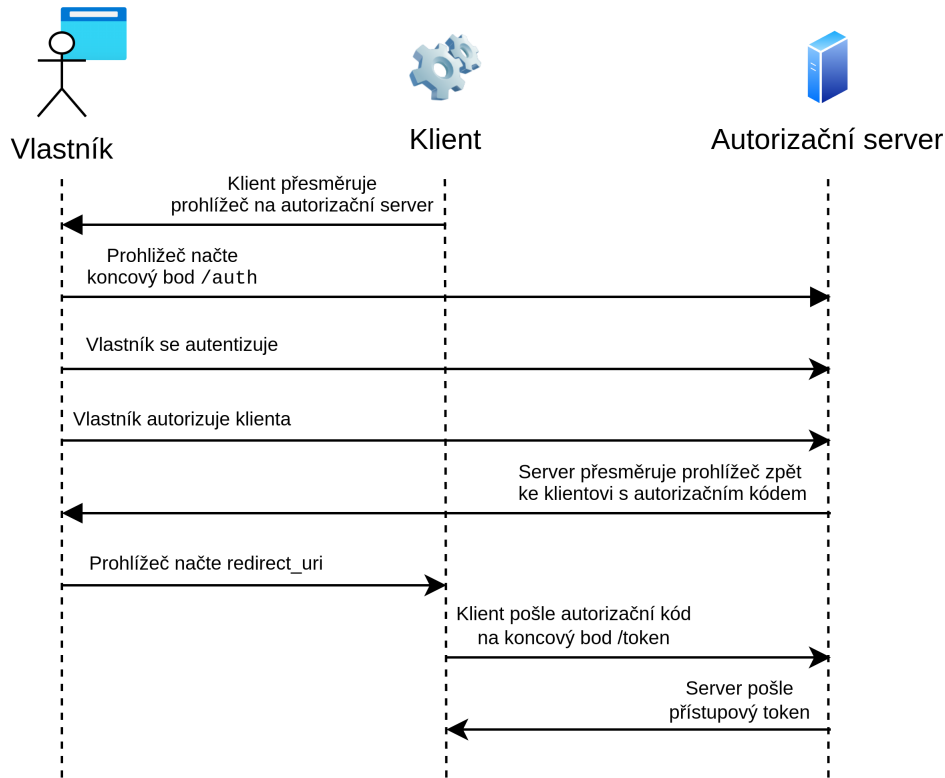 Vlastník
Klient
Autorizační server
Klient přesměruje
prohlížeč na autorizační server
Prohližeč načte
koncový bod /auth
Vlastník se autentizuje
Vlastník autorizuje klienta
Server přesměruje prohlížeč zpět
ke klientovi s autorizačním kódem
Prohlížeč načte redirect_uri
Klient pošle autorizační kód
na koncový bod /token
Server pošle
přístupový token